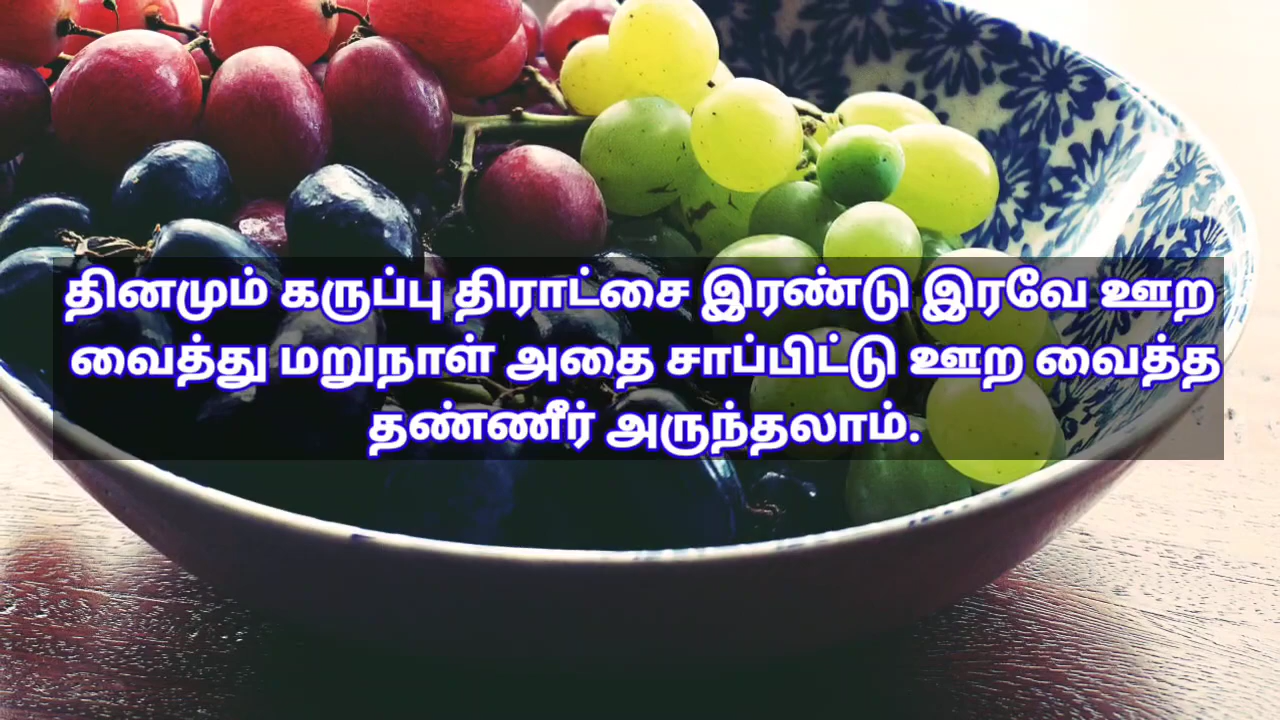 தினமும் கருப்பு திராட்சை இரண்டு இரவே ஊற
வைத்து மறுநாள் அதை சாப்பிட்டு ஊற வைத்த
தண்ணீர் அருந்தலாம்.